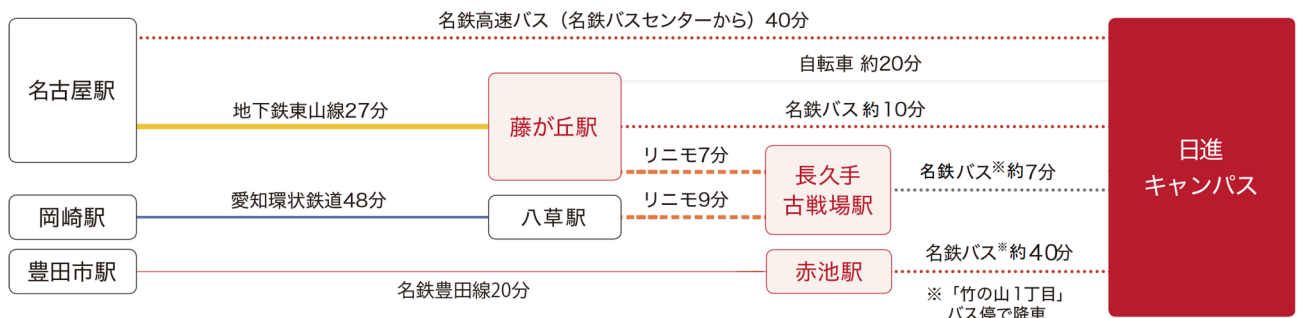 名鉄高速バス（名鉄バスセンターから）40分
名古屋駅
自転車 約20分
地下鉄東山線27分
藤が丘駅
名鉄バス 約10分
リニモ7分
長久手
古戦場駅
名鉄バス※約7分
日進
キャンパス
岡崎駅
愛知環状鉄道48分
八草駅
リニモ9分
豊田市駅
名鉄豊田線20分
赤池駅
名鉄バス※約40分
※「竹の山1丁目」
バス停で降車